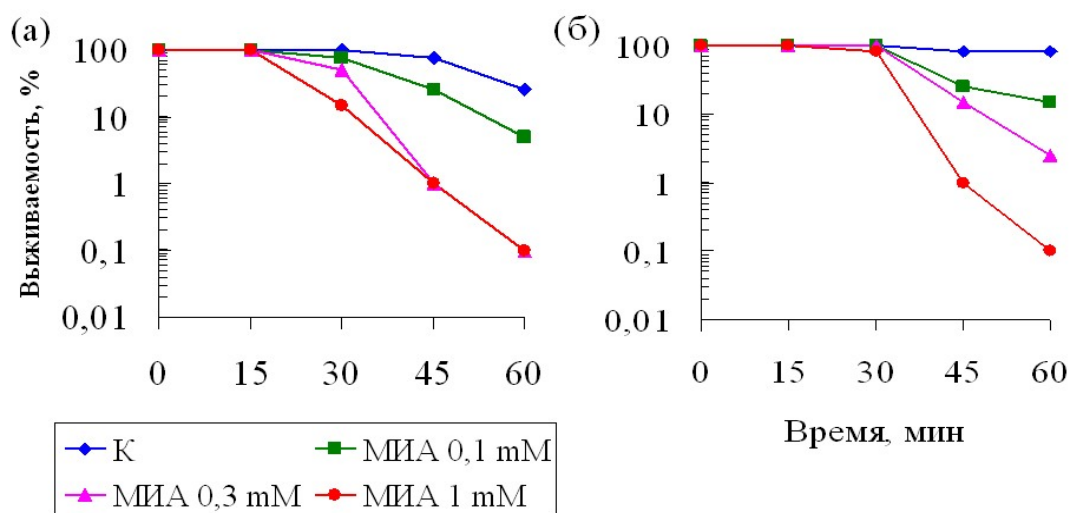 (а)
(б)
Выживаемость, %
100
10
1
0,1
0,01
0 15 30 45 60
100
10
1
0,1
0,01
0 15 30 45 60
Время, мин
К
МИА 0,1 mM
МИА 0,3 mM
МИА 1 mM